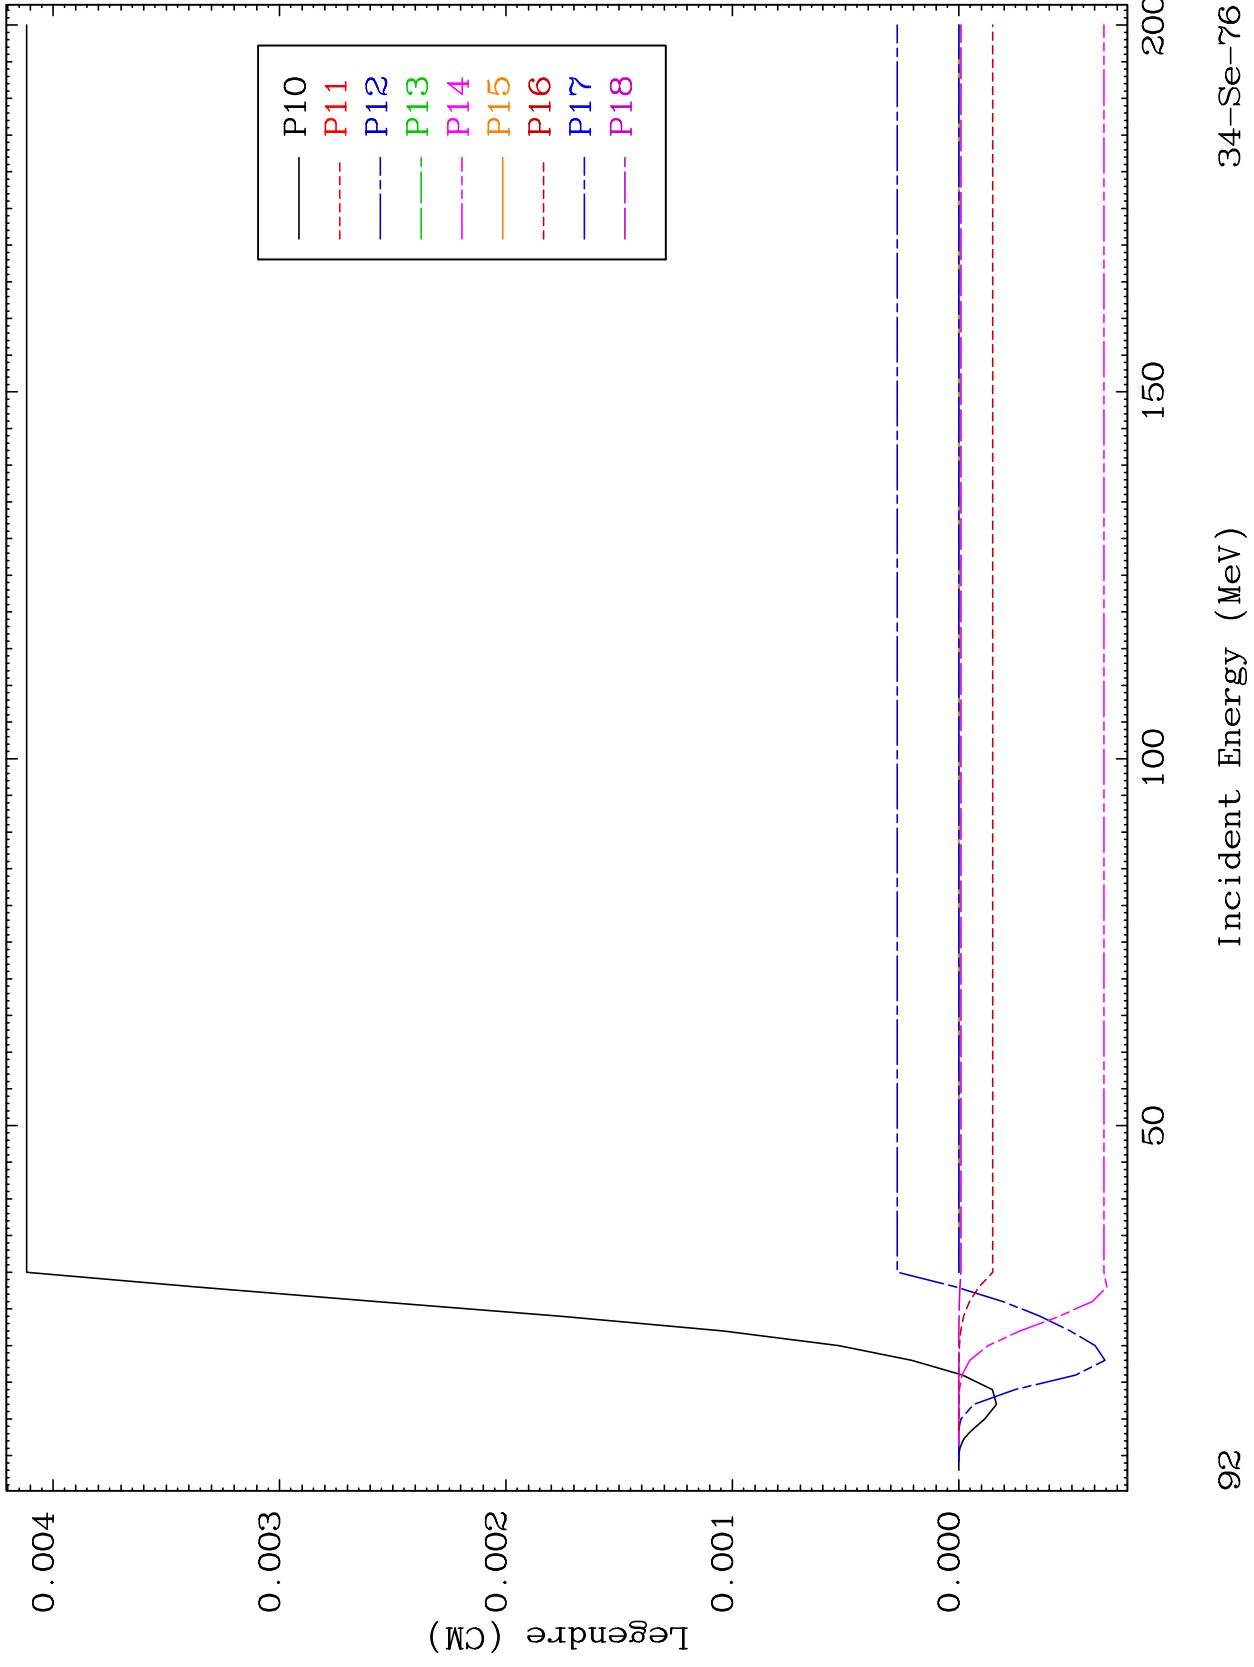 0.004
0.003
0.002
0.001
0.000
Legendre (CM)
P10
P11
P12
P13
P14
P15
P16
P17
P18
50
100
150
200
Incident Energy (MeV)
92
34-Se-76